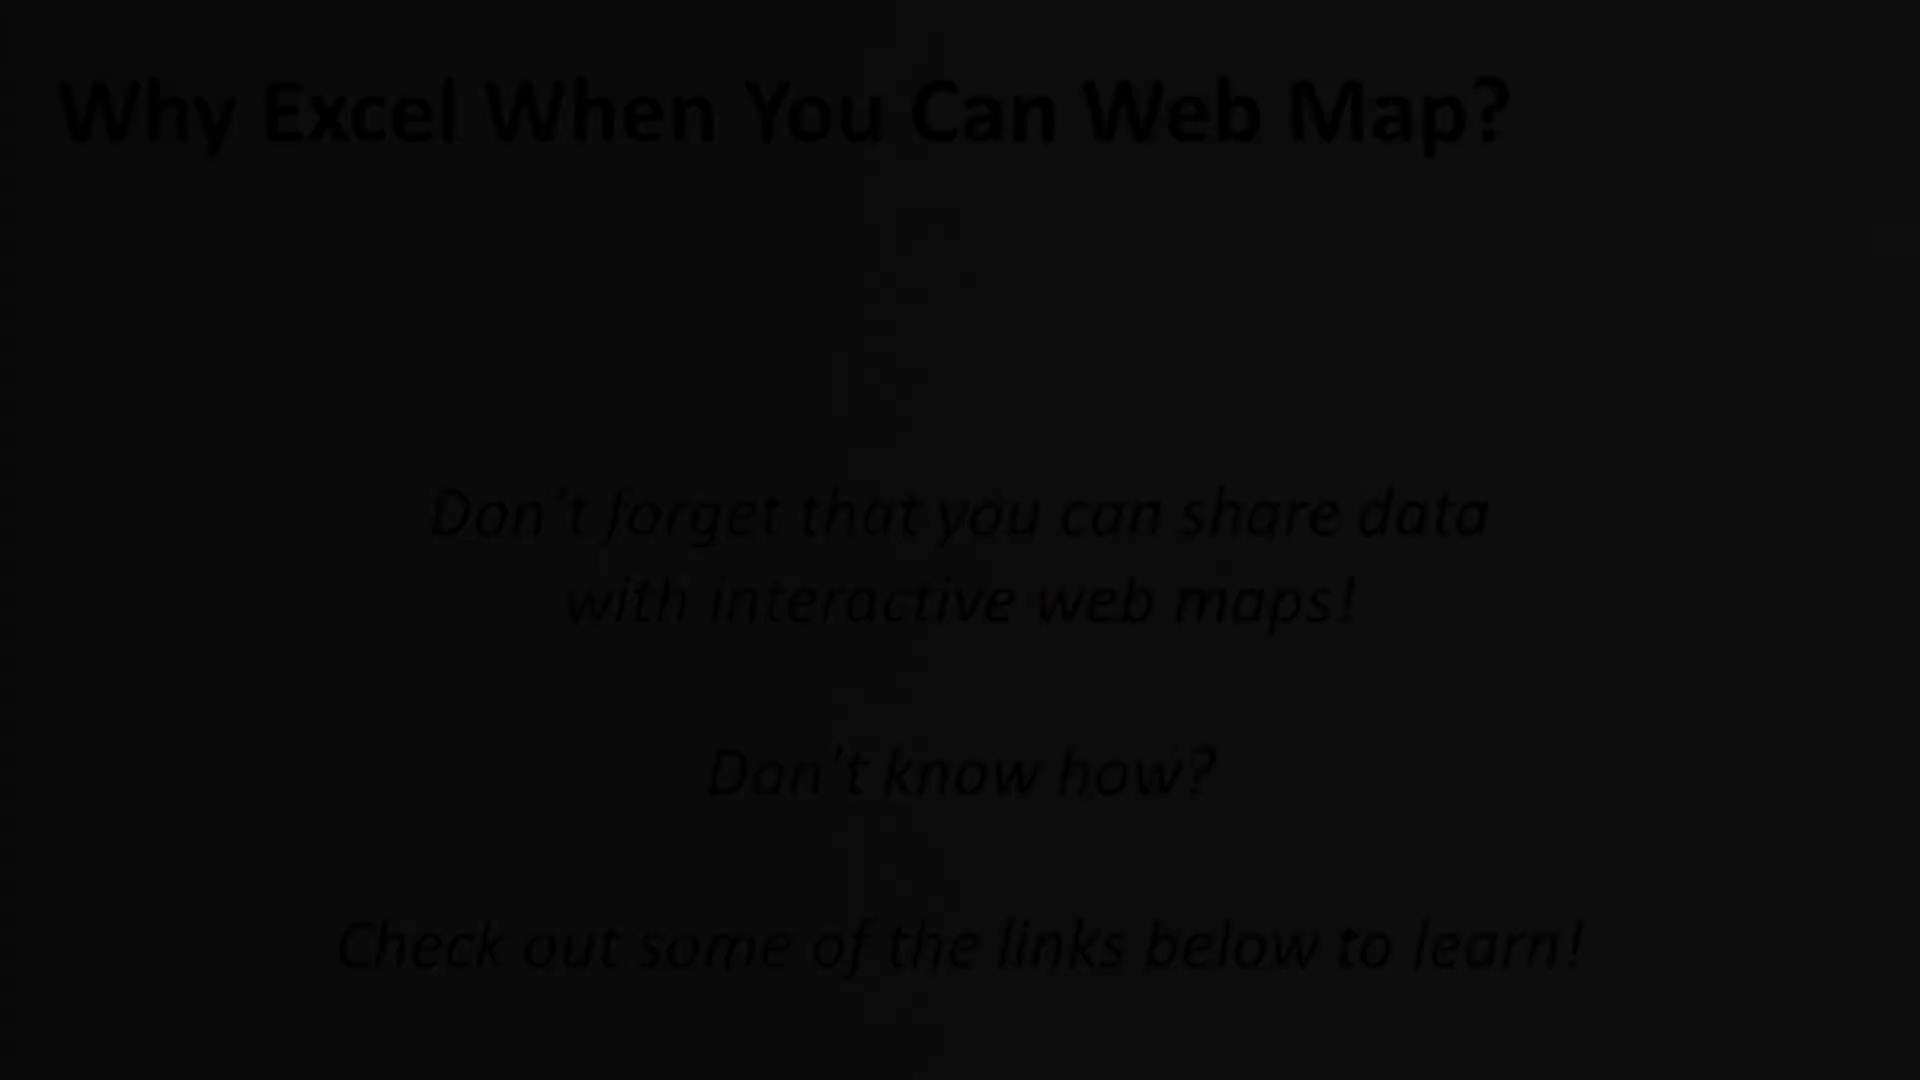 Why Excel When You Can Web Map?
Don't forget that you can share data
with interactive web maps!
Don't know how?
Check out some of the links below to learn!